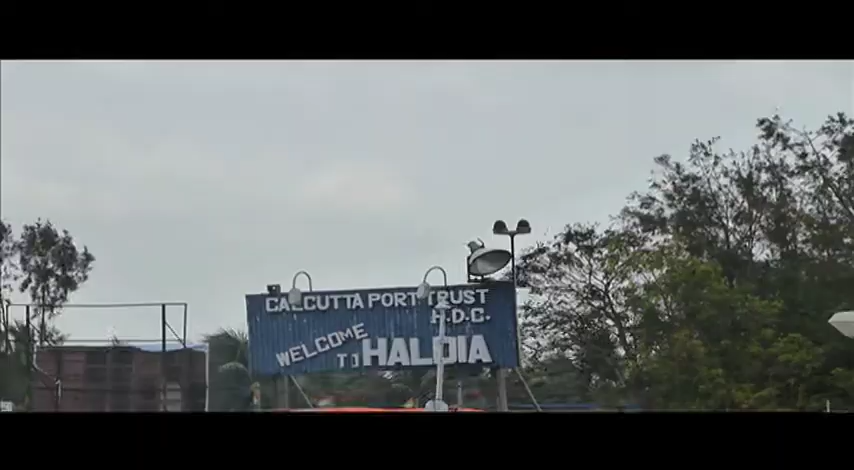 CALCUTTA PORT TRUST
H.D.C.
WELCOME
TO HALDIA